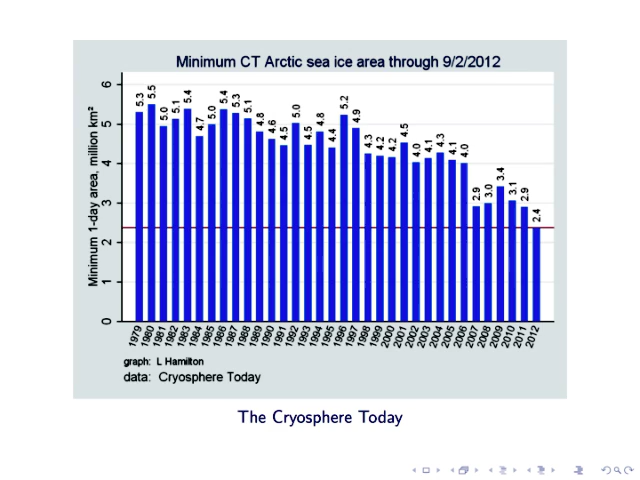 Minimum CT Arctic sea ice area through 9/2/2012
Minimum 1-day area, million km²
6
5
4
3
2
1
0
5.3 5.5 5.0 5.1 5.4 4.7 5.0 5.4 5.3 5.1 4.8 4.6 4.5 5.0 4.5 4.8 4.4 5.2 4.9 4.3 4.2 4.2 4.5 4.0 4.1 4.3 4.1 4.0 2.9 3.0 3.4 3.1 2.9 2.4
1979 1980 1981 1982 1983 1984 1985 1986 1987 1988 1989 1990 1991 1992 1993 1994 1995 1996 1997 1998 1999 2000 2001 2002 2003 2004 2005 2006 2007 2008 2009 2010 2011 2012
graph: L Hamilton
data: Cryosphere Today
The Cryosphere Today